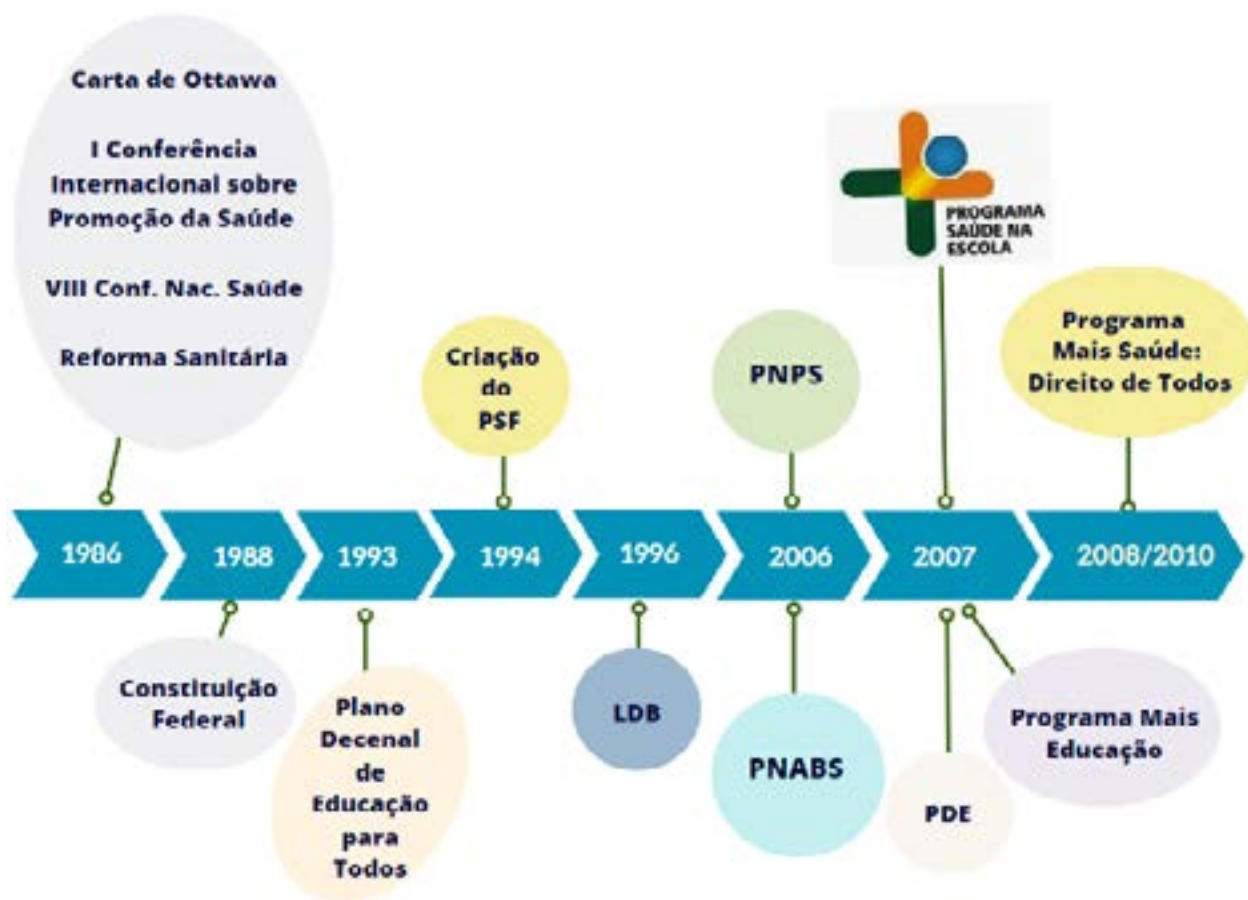 Carta de Ottawa
I Conferência
Internacional sobre
Promoção da Saúde
VIII Conf. Nac. Saúde
Reforma Sanitária
Criação
do
PSF
PNPS
PROGRAMA
SAÚDE NA
ESCOLA
Programa
Mais Saúde:
Direito de Todos
1986
1988
1993
1994
1996
2006
2007
2008/2010
Constituição
Federal
Plano
Decenal
de
Educação
para
Todos
LDB
PNABS
PDE
Programa Mais
Educação